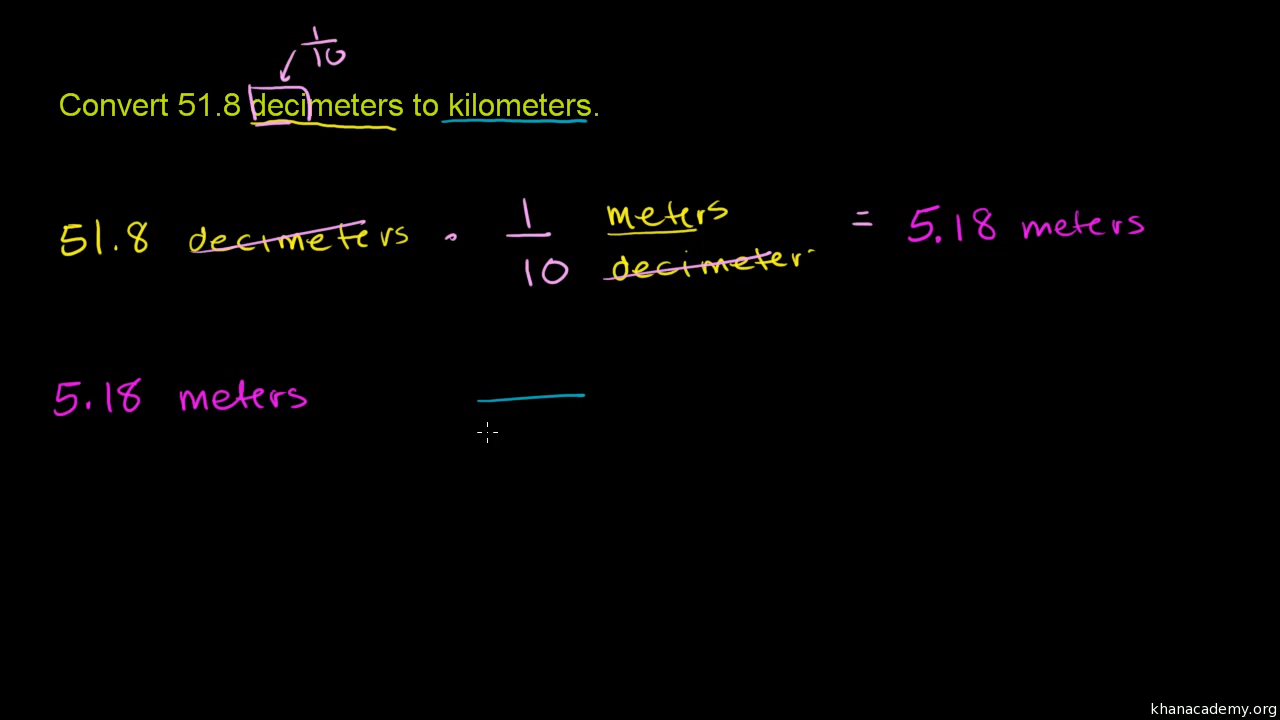 1/10
Convert 51.8 decimeters to kilometers.
51.8 decimeters · 1/10 meters/decimeter = 5.18 meters
5.18 meters
khanacademy.org